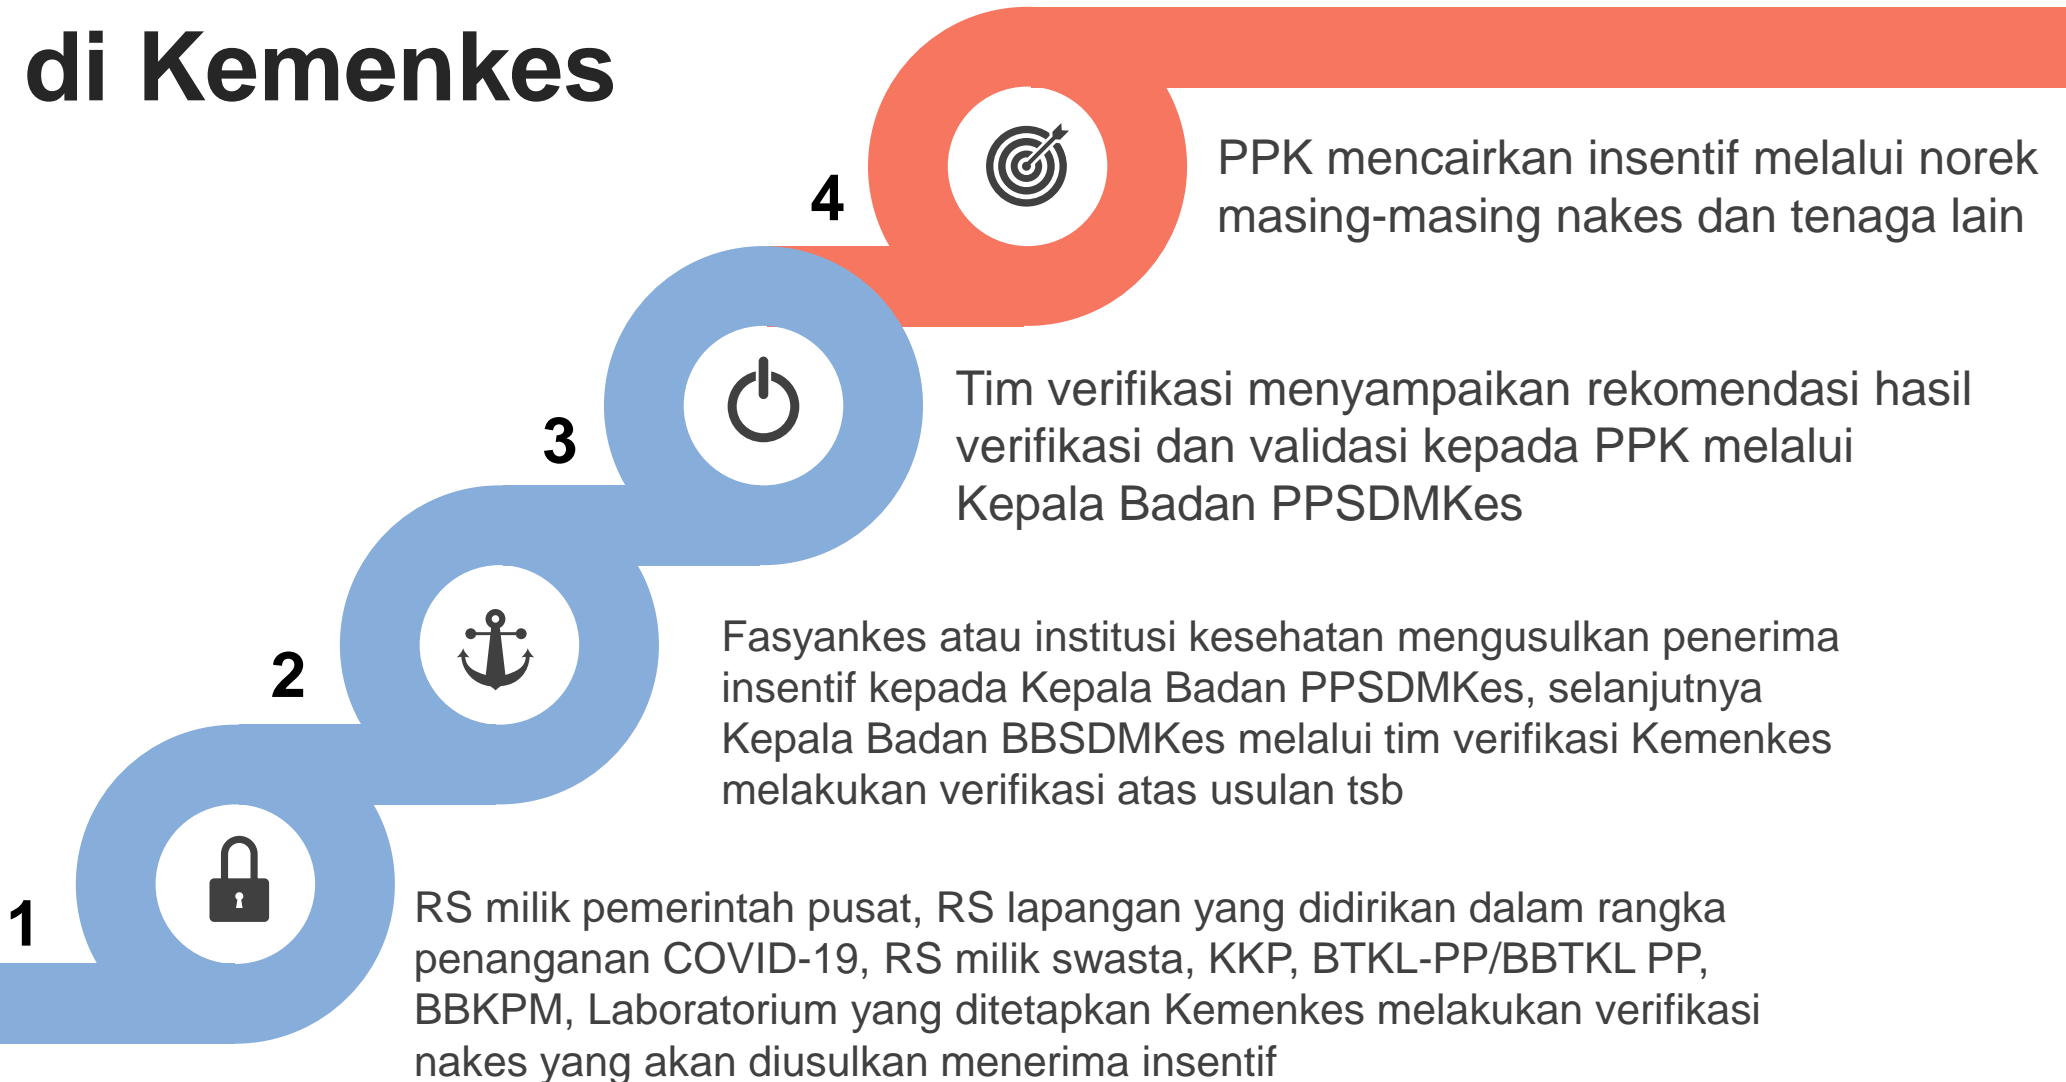 di Kemenkes
4
PPK mencairkan insentif melalui norek
masing-masing nakes dan tenaga lain
3
Tim verifikasi menyampaikan rekomendasi hasil
verifikasi dan validasi kepada PPK melalui
Kepala Badan PPSDMKes
2
Fasyankes atau institusi kesehatan mengusulkan penerima
insentif kepada Kepala Badan PPSDMKes, selanjutnya
Kepala Badan BBSDMKes melalui tim verifikasi Kemenkes
melakukan verifikasi atas usulan tsb
1
RS milik pemerintah pusat, RS lapangan yang didirikan dalam rangka
penanganan COVID-19, RS milik swasta, KKP, BTKL-PP/BBTKL PP,
BBKPM, Laboratorium yang ditetapkan Kemenkes melakukan verifikasi
nakes yang akan diusulkan menerima insentif